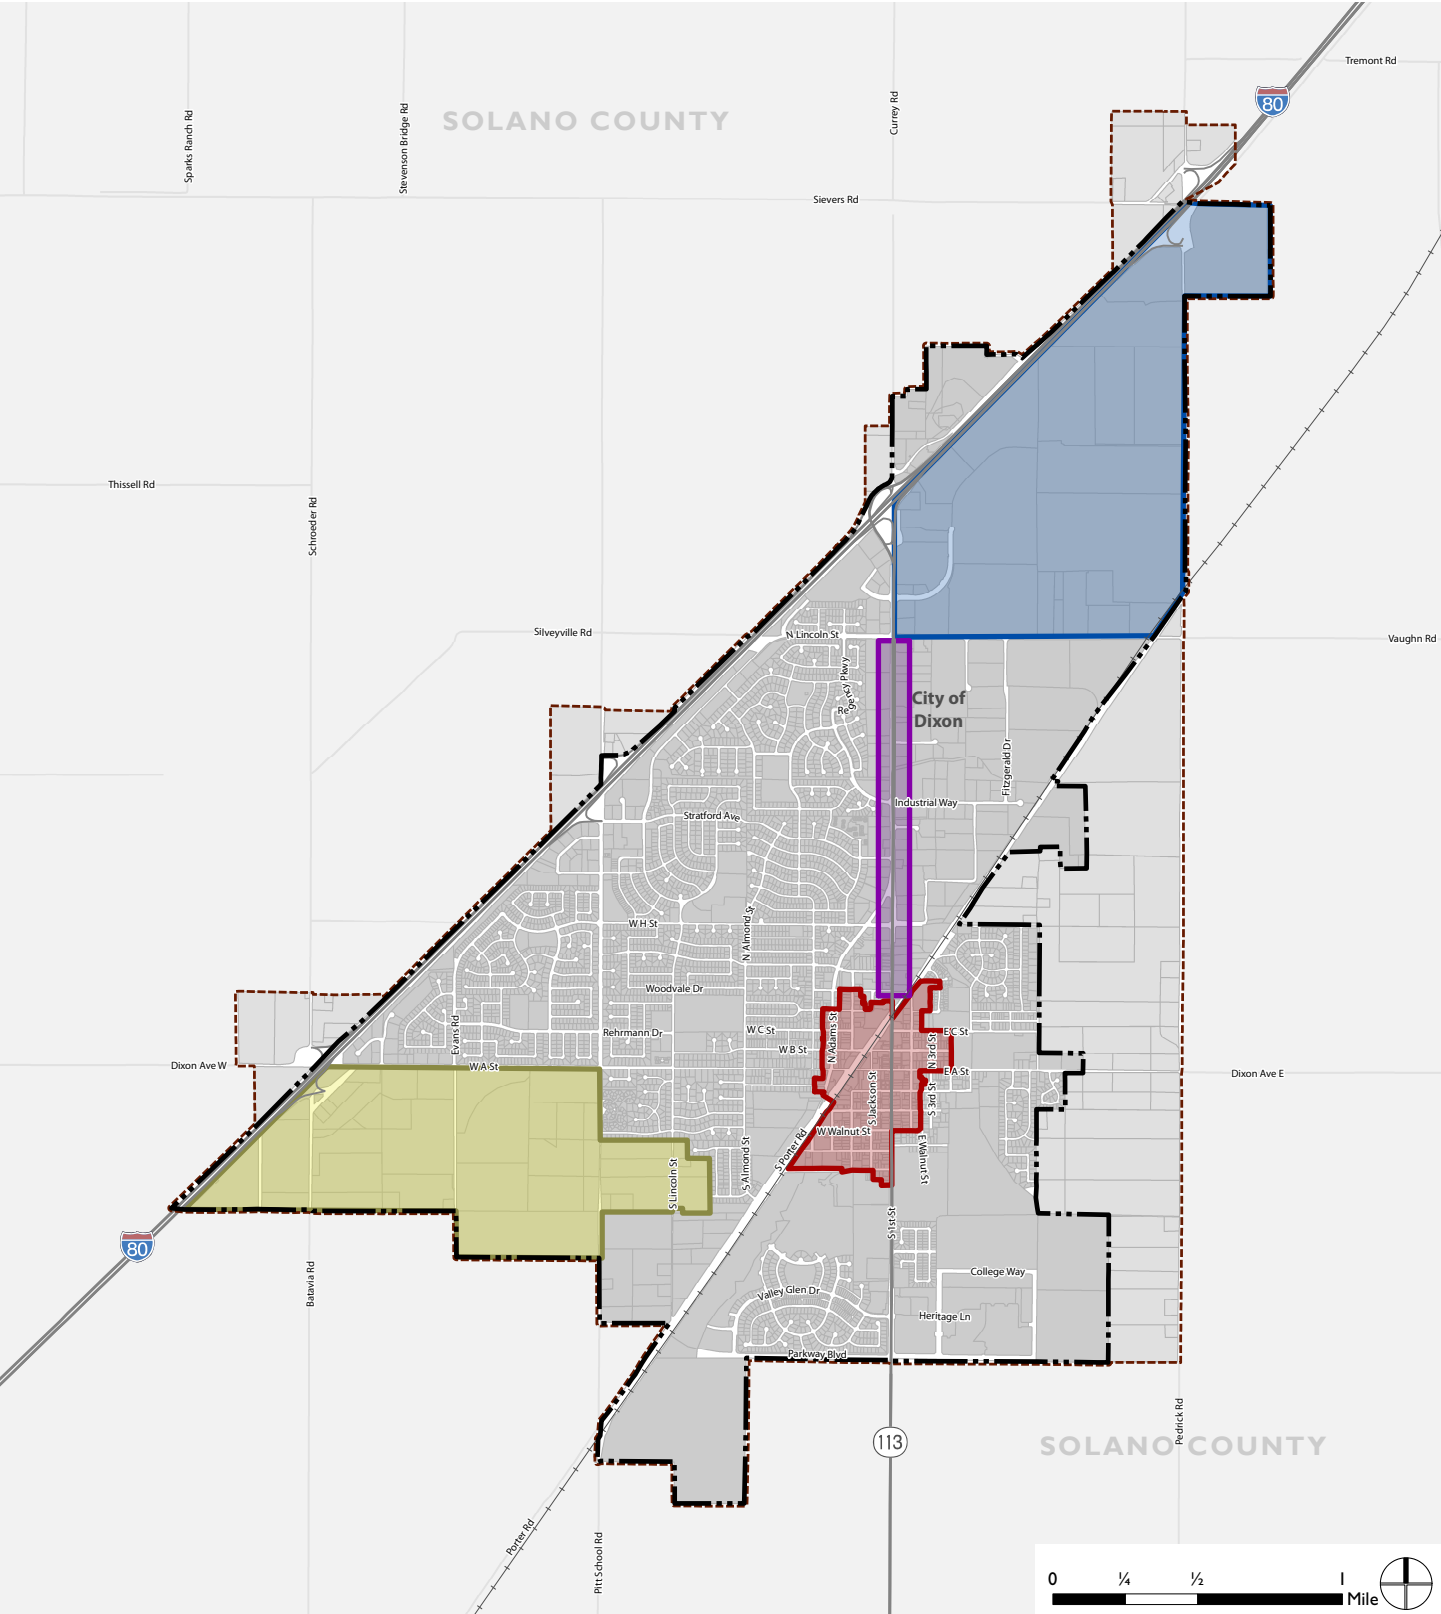 Tremont Rd
80
Currey Rd
Sparks Ranch Rd
Stevenson Bridge Rd
SOLANO COUNTY
Sievers Rd
Thissell Rd
Schroeder Rd
Silveyville Rd
N Lincoln St
Vaughn Rd
Regency Pkwy
City of
Dixon
Fitzgerald Dr
Industrial Way
Stratford Ave
W H St
N Almond St
Woodvale Dr
Evans Rd
Rehrmann Dr
W C St
N Adams St
N 3rd St
E C St
W B St
Dixon Ave W
W A St
E A St
Dixon Ave E
S Jackson St
S 3rd St
W Walnut St
S Porter Rd
E Walnut St
S Almond St
S Lincoln St
S 1st St
80
Batavia Rd
College Way
Valley Glen Dr
Heritage Ln
Parkway Blvd
Pedrick Rd
113
SOLANO COUNTY
Porter Rd
Pitt School Rd
0 ¼ ½ 1
Mile